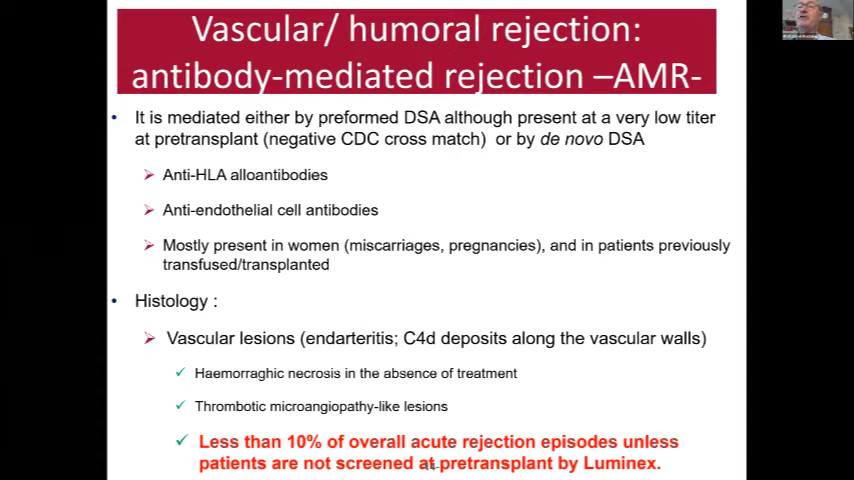 Vascular/ humoral rejection:
antibody-mediated rejection –AMR-
It is mediated either by preformed DSA although present at a very low titer
at pretransplant (negative CDC cross match) or by de novo DSA
Anti-HLA alloantibodies
Anti-endothelial cell antibodies
Mostly present in women (miscarriages, pregnancies), and in patients previously
transfused/transplanted
Histology :
Vascular lesions (endarteritis; C4d deposits along the vascular walls)
Haemorraghic necrosis in the absence of treatment
Thrombotic microangiopathy-like lesions
Less than 10% of overall acute rejection episodes unless
patients are not screened at pretransplant by Luminex.